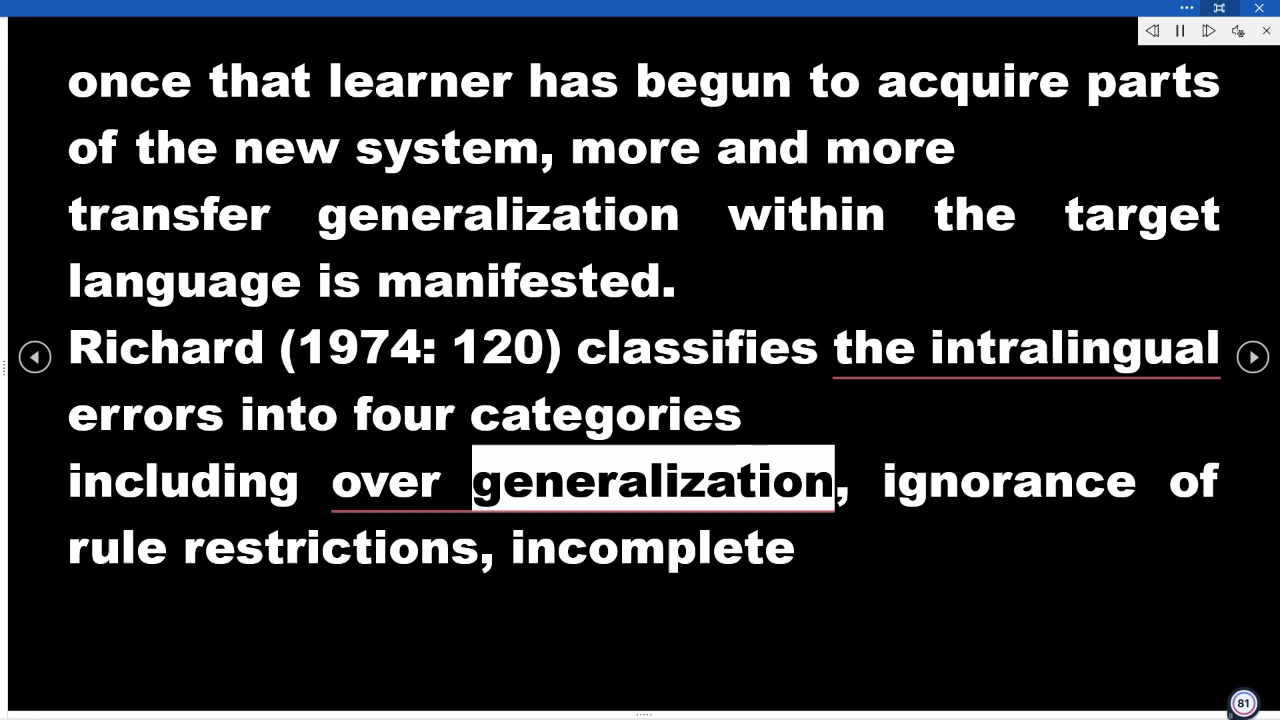 once that learner has begun to acquire parts
of the new system, more and more
transfer generalization within the target
language is manifested.
Richard (1974: 120) classifies the intralingual
errors into four categories
including over generalization, ignorance of
rule restrictions, incomplete
81